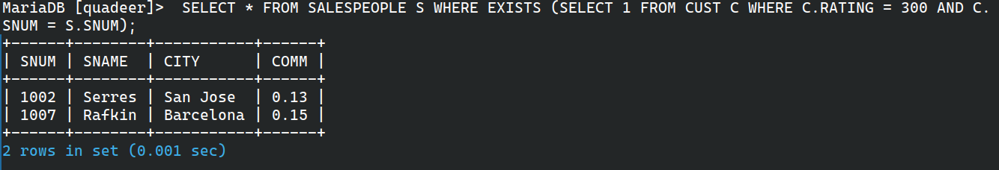 MariaDB [quadeer]>  SELECT * FROM SALESPEOPLE S WHERE EXISTS (SELECT 1 FROM CUST C WHERE C.RATING = 300 AND C.
SNUM = S.SNUM);
+------+--------+-----------+------+
| SNUM | SNAME  | CITY      | COMM |
+------+--------+-----------+------+
| 1002 | Serres | San Jose  | 0.13 |
| 1007 | Rafkin | Barcelona | 0.15 |
+------+--------+-----------+------+
2 rows in set (0.001 sec)